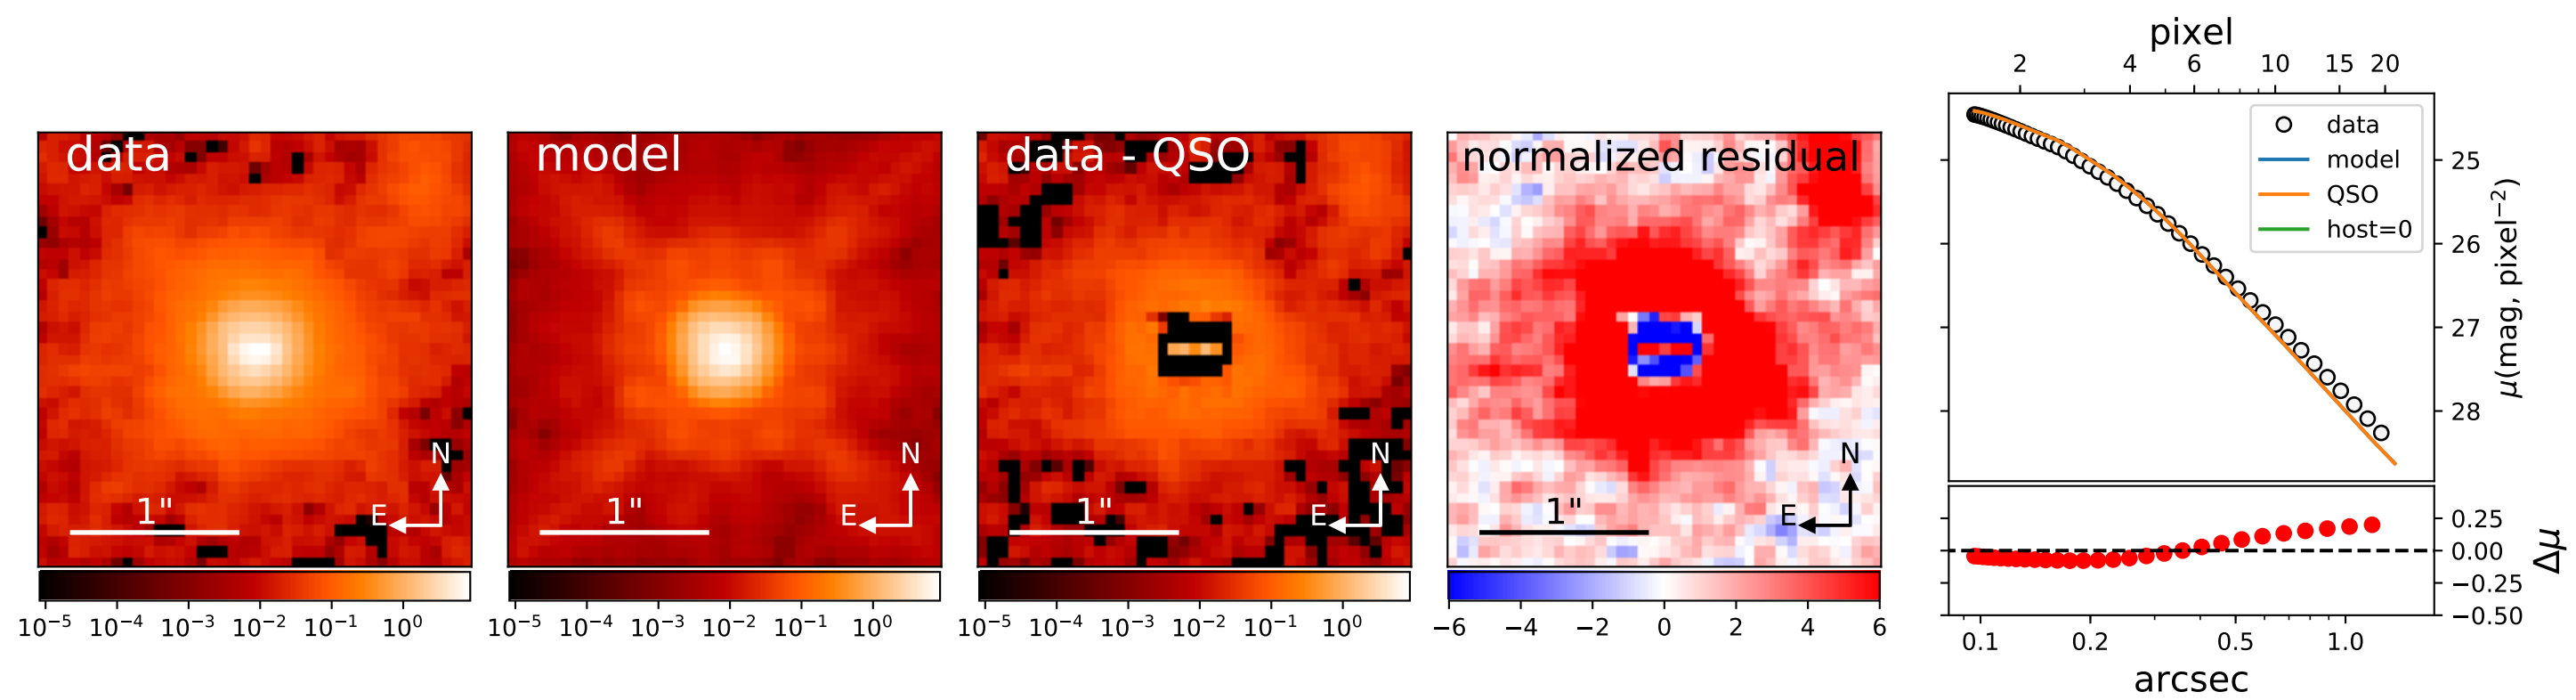 data
1"
N
E
10⁻⁵ 10⁻⁴ 10⁻³ 10⁻² 10⁻¹ 10⁰
model
1"
N
E
10⁻⁵ 10⁻⁴ 10⁻³ 10⁻² 10⁻¹ 10⁰
data - QSO
1"
N
E
10⁻⁵ 10⁻⁴ 10⁻³ 10⁻² 10⁻¹ 10⁰
normalized residual
1"
N
E
−6 −4 −2 0 2 4 6
pixel
2 4 6 10 15 20
data
model
QSO
host=0
25
26
27
28
μ(mag, pixel⁻²)
0.25
0.00
−0.25
−0.50
Δμ
0.1 0.2 0.5 1.0
arcsec